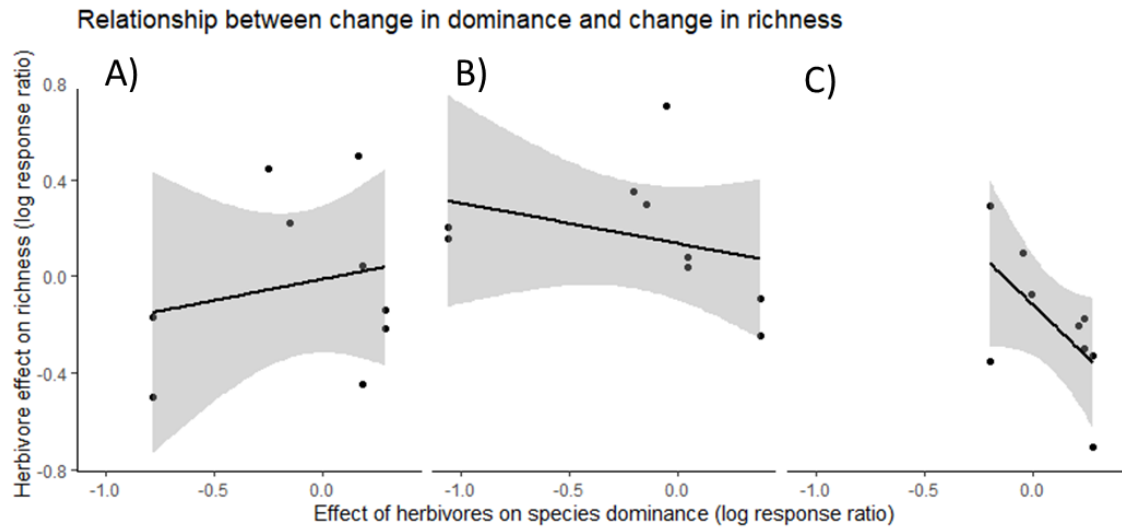 Relationship between change in dominance and change in richness
A)
B)
C)
Herbivore effect on richness (log response ratio)
0.8
0.4
0.0
-0.4
-0.8
-1.0 -0.5 0.0 -1.0 -0.5 0.0 -1.0 -0.5 0.0
Effect of herbivores on species dominance (log response ratio)